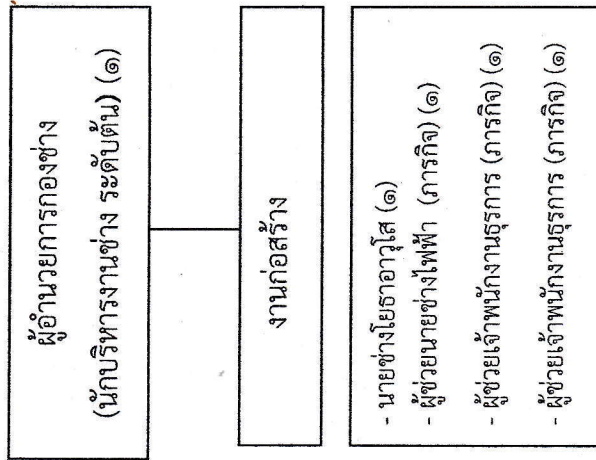 ผู้อำนวยการกองช่าง
(นักบริหารงานช่าง ระดับต้น) (๑)
งานก่อสร้าง
- นายช่างโยธาอาวุโส (๑)
- ผู้ช่วยนายช่างไฟฟ้า (ภารกิจ) (๑)
- ผู้ช่วยเจ้าพนักงานธุรการ (ภารกิจ) (๑)
- ผู้ช่วยเจ้าพนักงานธุรการ (ภารกิจ) (๑)